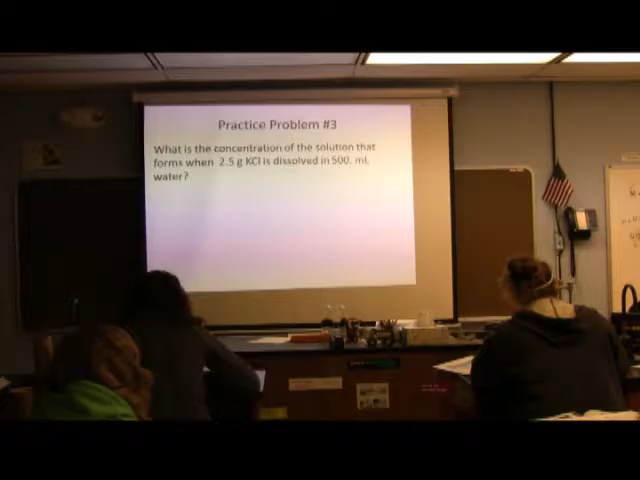 Practice Problem #3
What is the concentration of the solution that
forms when 2.5 g KCl is dissolved in 500. mL
water?